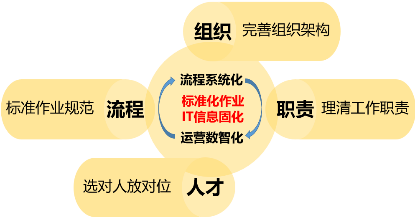 组织 完善组织架构
流程系统化
标准作业规范 流程
标准化作业
IT信息固化
职责 理清工作职责
运营数智化
选对人放对位 人才